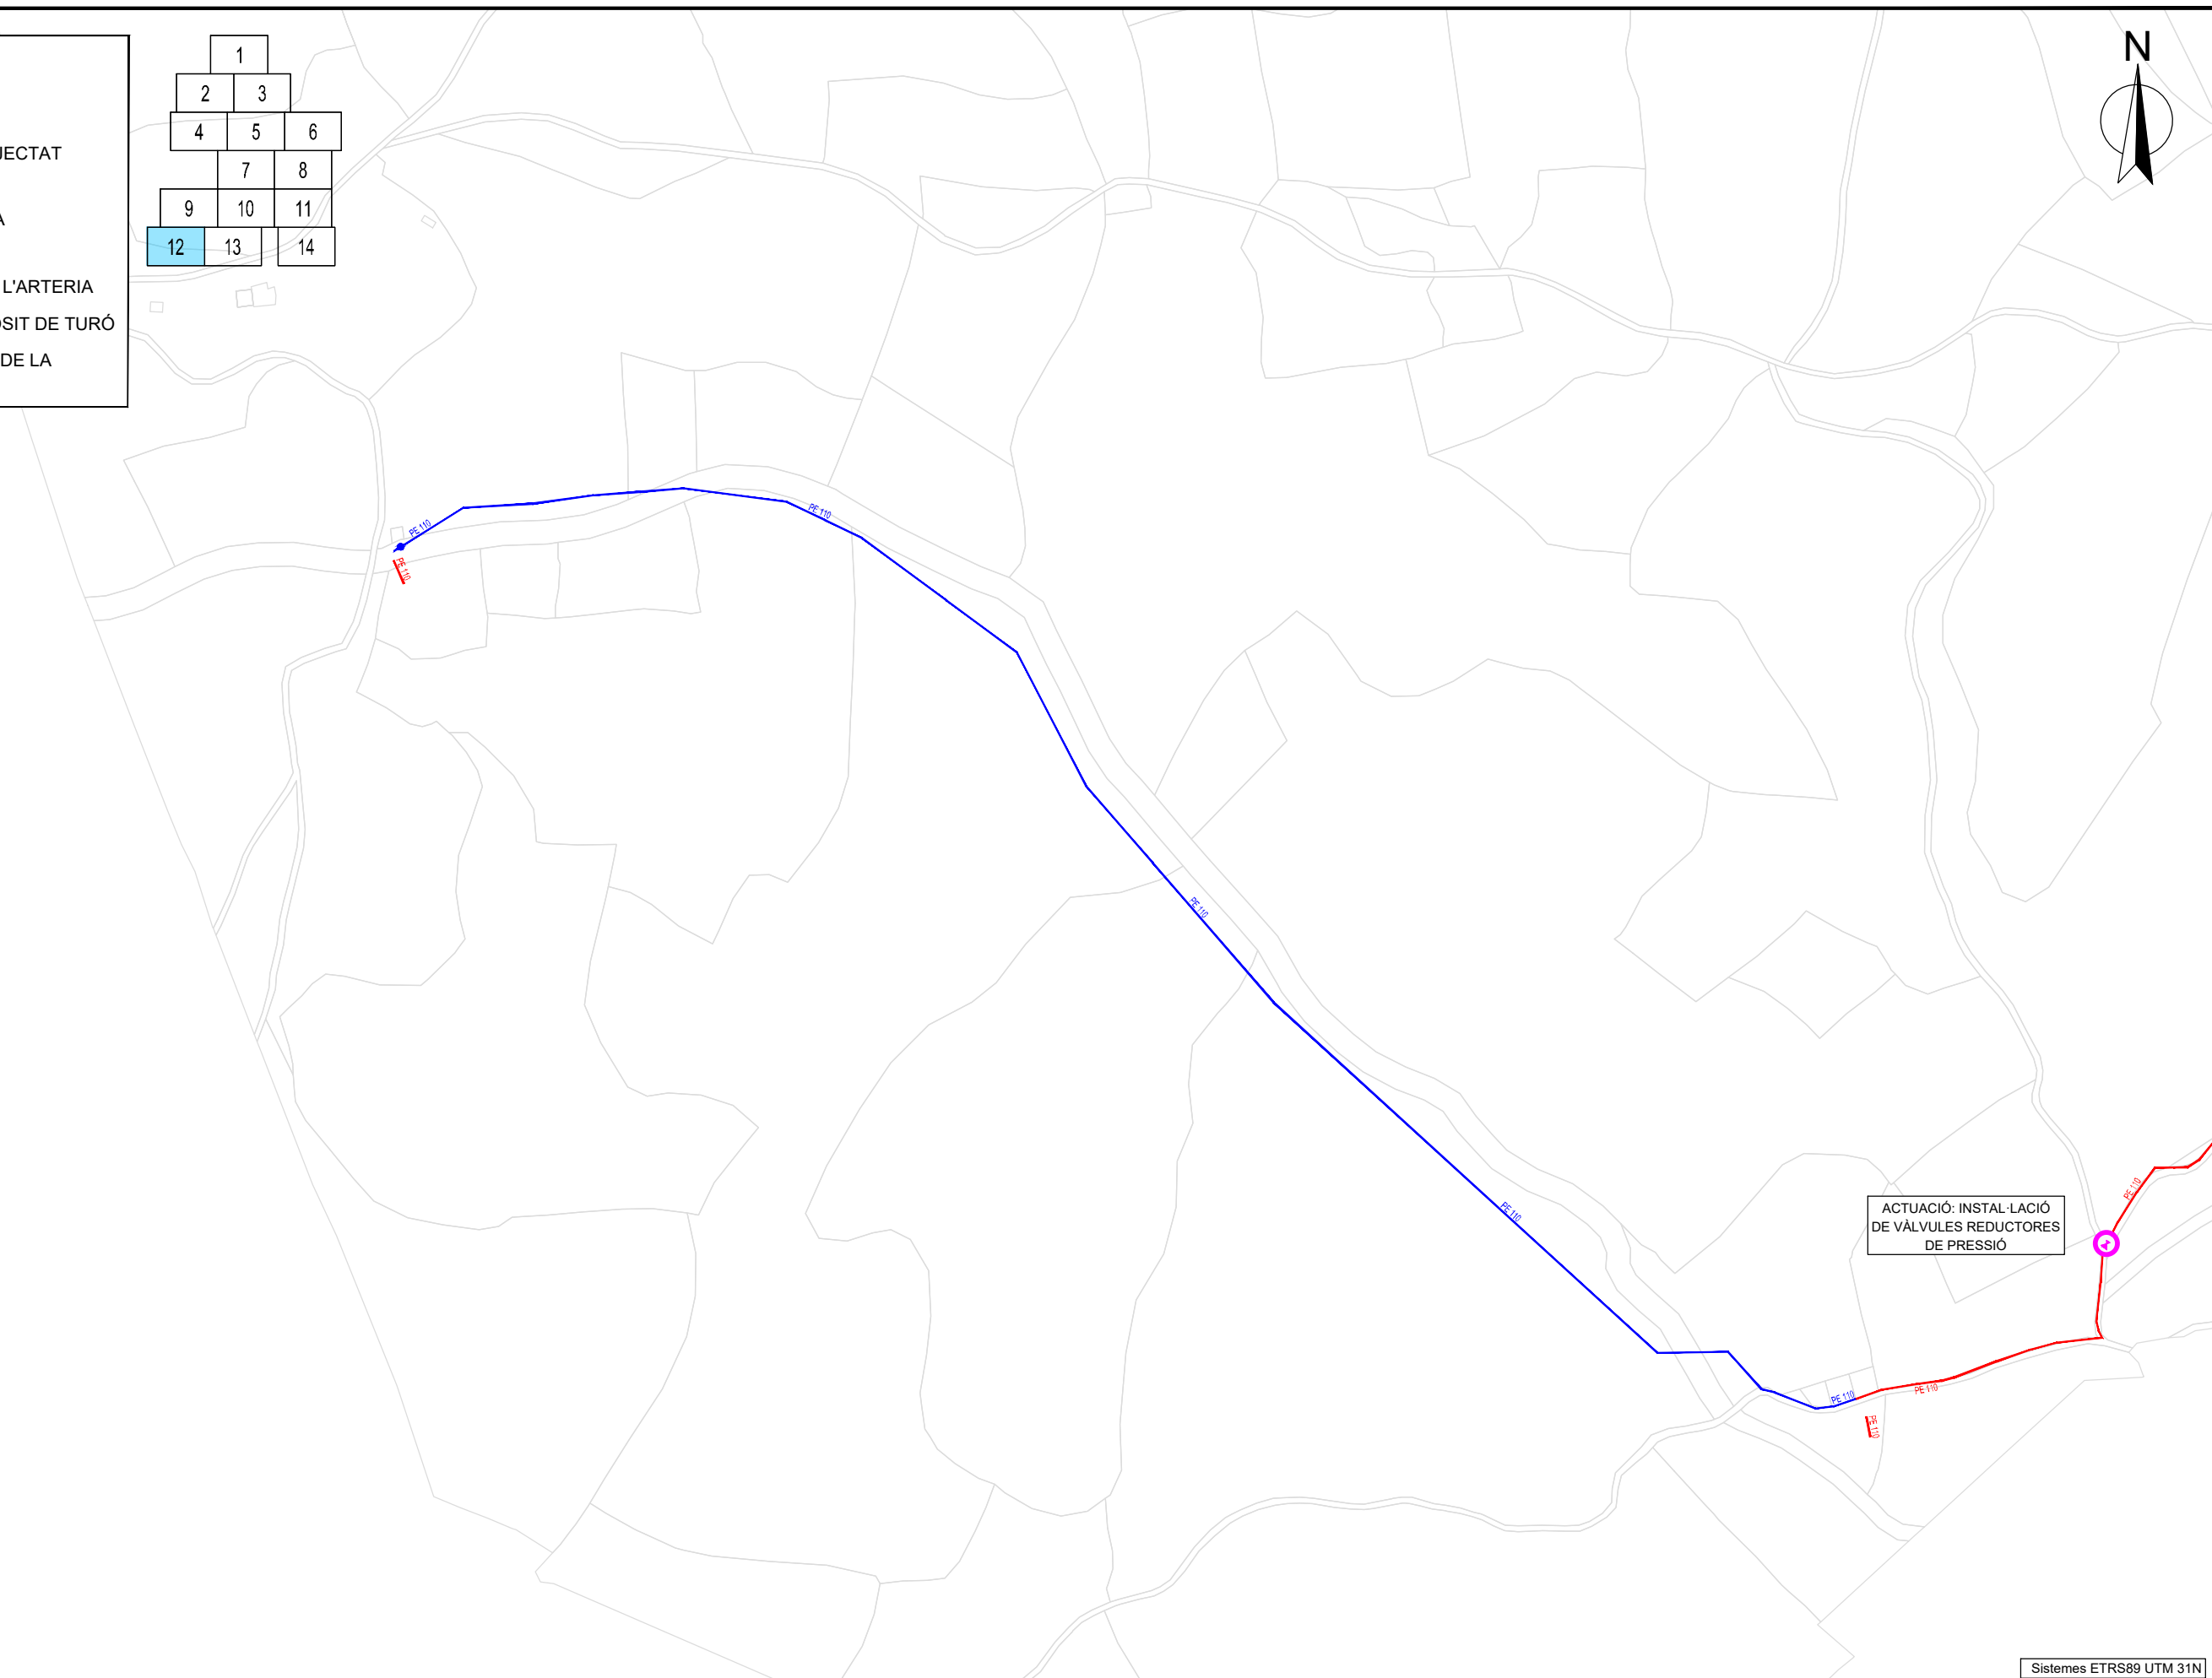 JECTAT
A
L'ARTERIA
OSIT DE TURÓ
DE LA
1
2 3
4 5 6
7 8
9 10 11
12 13 14
N
PE 110
PE 110
PE 110
PE 110
PE 110
PE 110
ACTUACIÓ: INSTAL·LACIÓ
DE VÀLVULES REDUCTORES
DE PRESSIÓ
PE 110
PE 110
PE 110
Sistemes ETRS89 UTM 31N